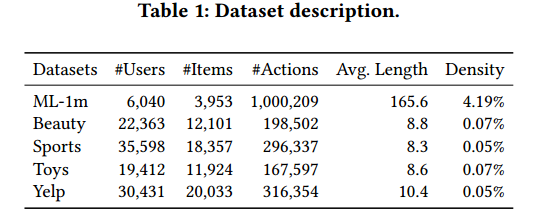 Table 1: Dataset description.
Datasets #Users #Items #Actions Avg. Length Density
ML-1m 6,040 3,953 1,000,209 165.6 4.19%
Beauty 22,363 12,101 198,502 8.8 0.07%
Sports 35,598 18,357 296,337 8.3 0.05%
Toys 19,412 11,924 167,597 8.6 0.07%
Yelp 30,431 20,033 316,354 10.4 0.05%